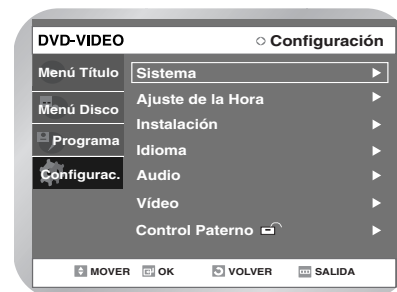 DVD-VIDEO Configuración
Menú Título
Menú Disco
Programa
Configurac.
Sistema
Ajuste de la Hora
Instalación
Idioma
Audio
Vídeo
Control Paterno
MOVER OK VOLVER SALIDA